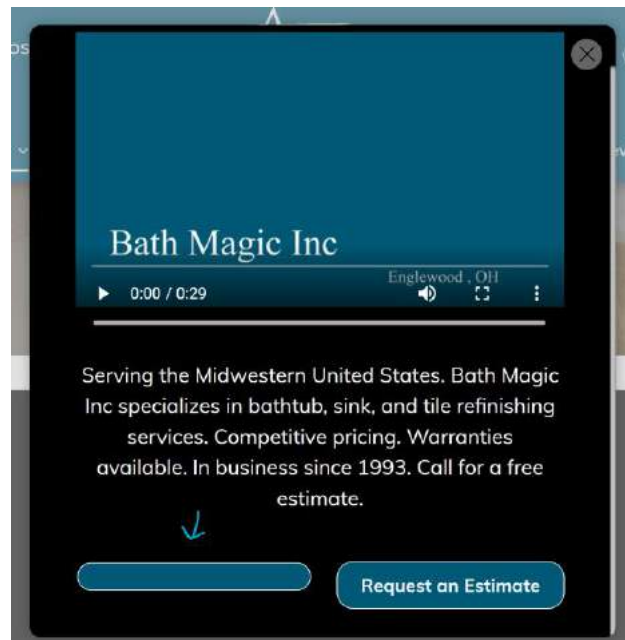 os
Bath Magic Inc
Englewood , OH
0:00 / 0:29
Serving the Midwestern United States. Bath Magic
Inc specializes in bathtub, sink, and tile refinishing
services. Competitive pricing. Warranties
available. In business since 1993. Call for a free
estimate.
Request an Estimate